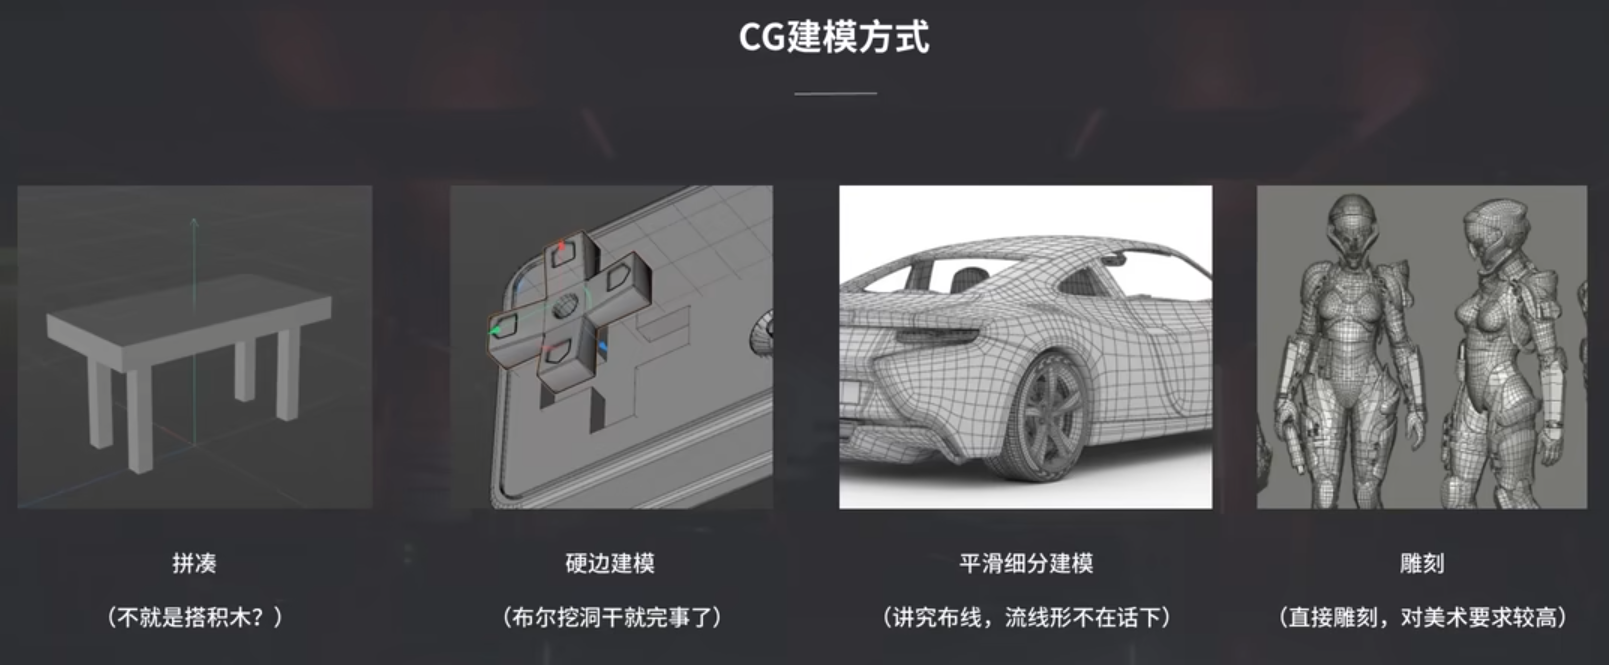 CG建模方式
拼凑
（不就是搭积木？）
硬边建模
（布尔挖洞干就完事了）
平滑细分建模
（讲究布线，流线形不在话下）
雕刻
（直接雕刻，对美术要求较高）